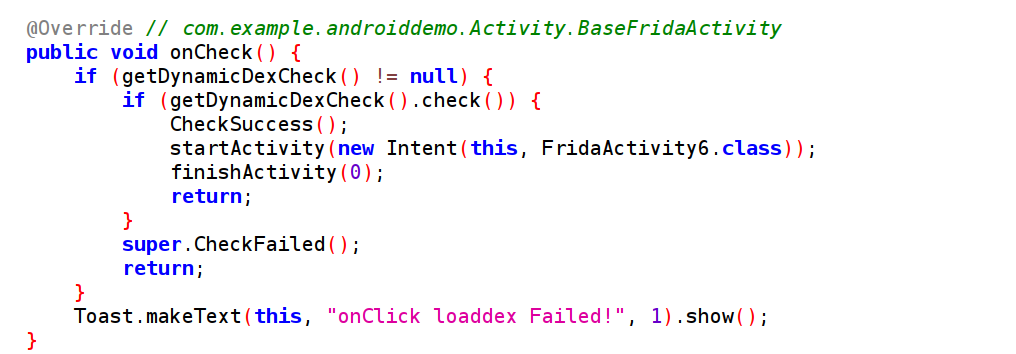 @Override // com.example.androiddemo.Activity.BaseFridaActivity
public void onCheck() {
    if (getDynamicDexCheck() != null) {
        if (getDynamicDexCheck().check()) {
            CheckSuccess();
            startActivity(new Intent(this, FridaActivity6.class));
            finishActivity(0);
            return;
        }
        super.CheckFailed();
        return;
    }
    Toast.makeText(this, "onClick loaddex Failed!", 1).show();
}